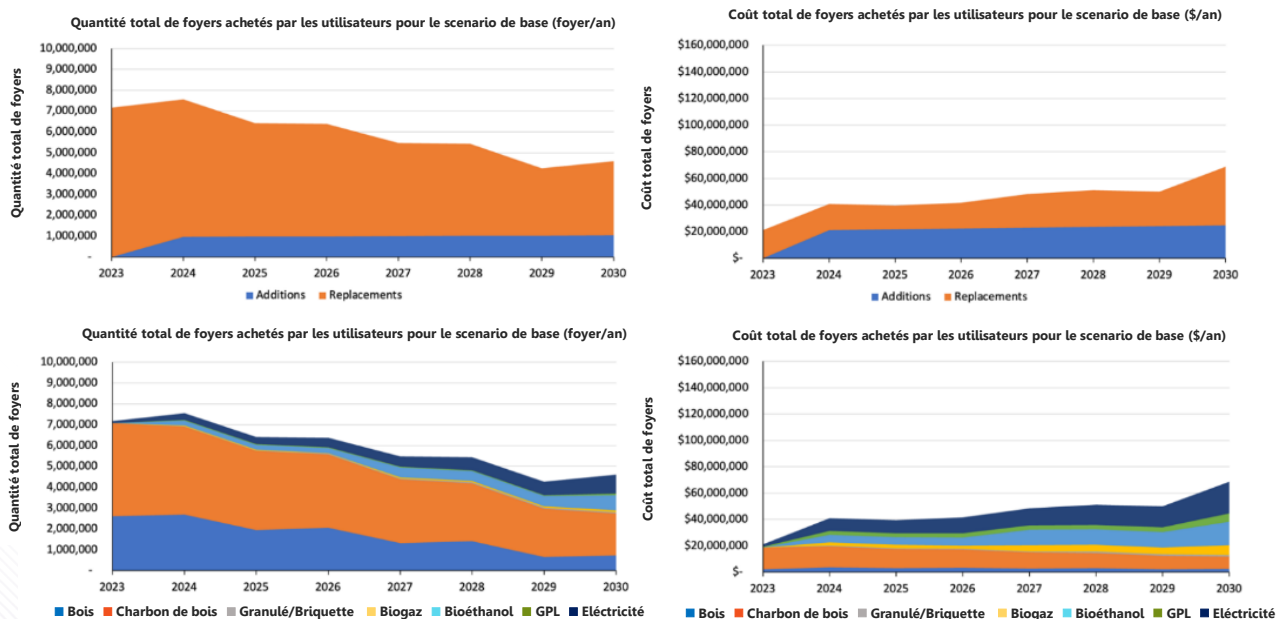 Quantité total de foyers achetés par les utilisateurs pour le scenario de base (foyer/an)
Quantité total de foyers
10,000,000
9,000,000
8,000,000
7,000,000
6,000,000
5,000,000
4,000,000
3,000,000
2,000,000
1,000,000
-
2023 2024 2025 2026 2027 2028 2029 2030
Additions Replacements
Coût total de foyers achetés par les utilisateurs pour le scenario de base ($/an)
Coût total de foyers
$160,000,000
$140,000,000
$120,000,000
$100,000,000
$80,000,000
$60,000,000
$40,000,000
$20,000,000
$-
2023 2024 2025 2026 2027 2028 2029 2030
Additions Replacements
Quantité total de foyers achetés par les utilisateurs pour le scenario de base (foyer/an)
Quantité total de foyers
10,000,000
9,000,000
8,000,000
7,000,000
6,000,000
5,000,000
4,000,000
3,000,000
2,000,000
1,000,000
-
2023 2024 2025 2026 2027 2028 2029 2030
Bois Charbon de bois Granulé/Briquette Biogaz Bioéthanol GPL Eléctricité
Coût total de foyers achetés par les utilisateurs pour le scenario de base ($/an)
Coût total de foyers
$160,000,000
$140,000,000
$120,000,000
$100,000,000
$80,000,000
$60,000,000
$40,000,000
$20,000,000
$-
2023 2024 2025 2026 2027 2028 2029 2030
Bois Charbon de bois Granulé/Briquette Biogaz Bioéthanol GPL Eléctricité